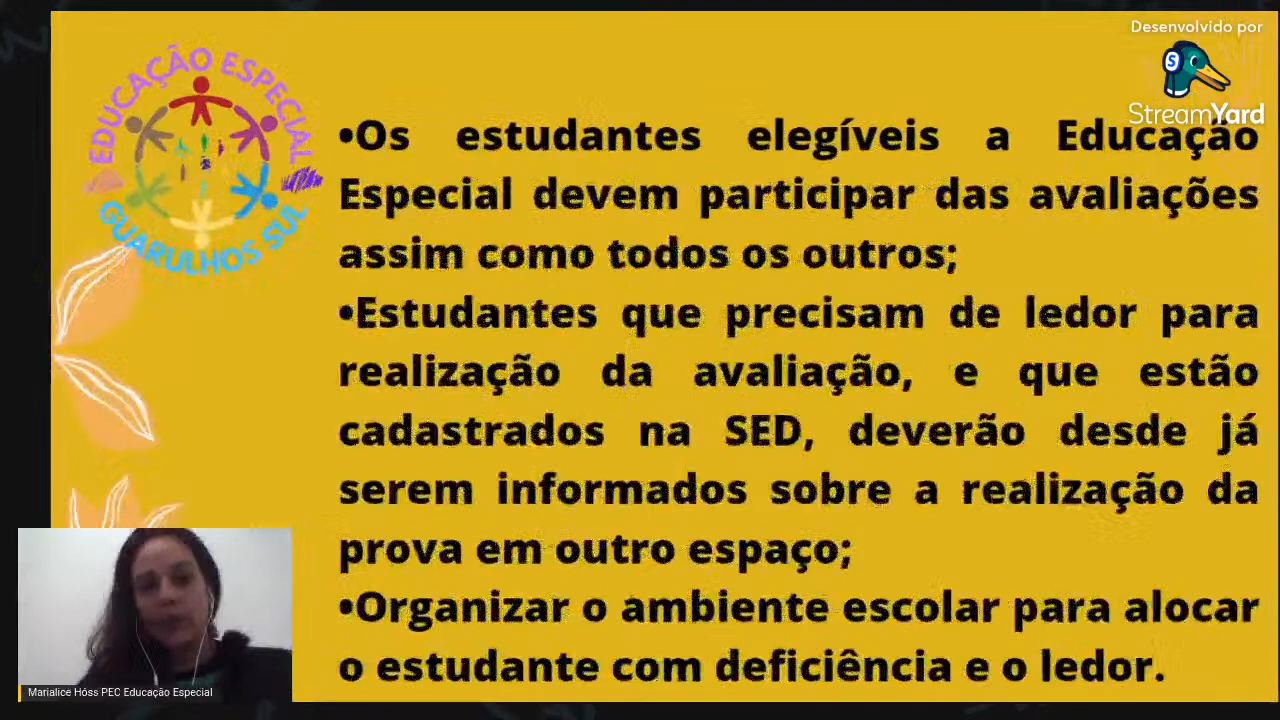 Desenvolvido por
StreamYard
EDUCAÇÃO ESPECIAL
GUARULHOS SUL
•Os estudantes elegíveis a Educação
Especial devem participar das avaliações
assim como todos os outros;
•Estudantes que precisam de ledor para
realização da avaliação, e que estão
cadastrados na SED, deverão desde já
serem informados sobre a realização da
prova em outro espaço;
•Organizar o ambiente escolar para alocar
o estudante com deficiência e o ledor.
Marialice Höss PEC Educação Especial